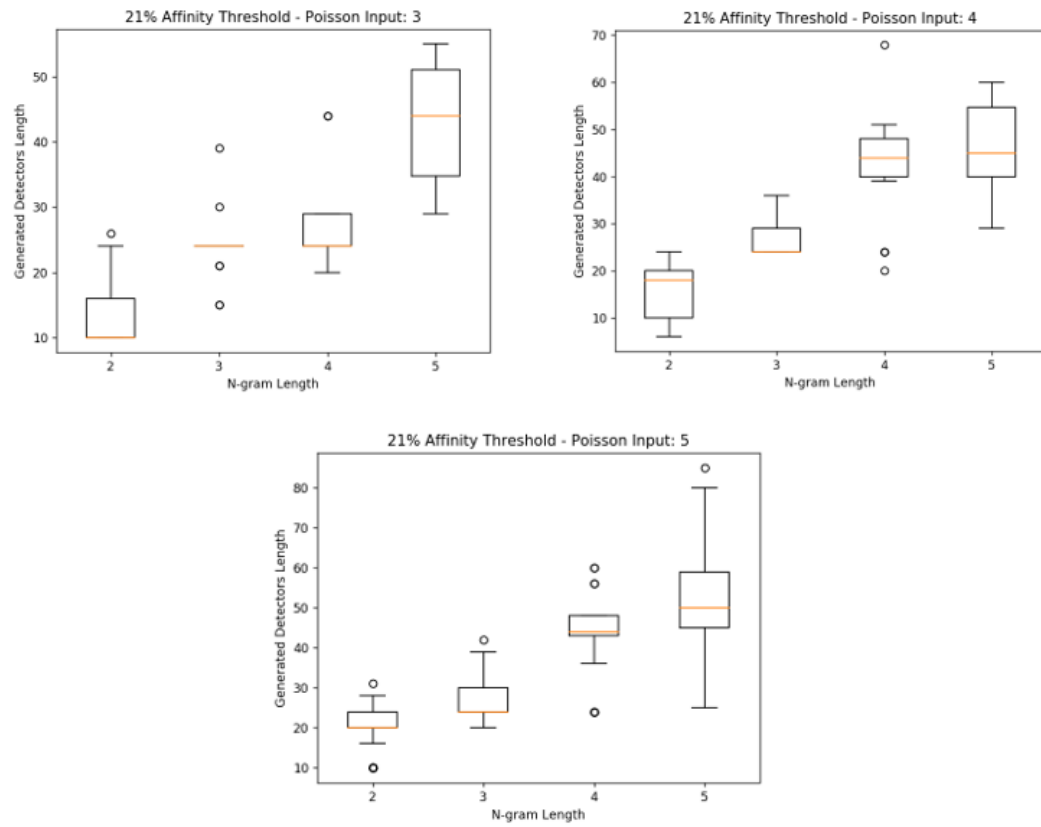 21% Affinity Threshold - Poisson Input: 3
Generated Detectors Length
50
40
30
20
10
2 3 4 5
N-gram Length
21% Affinity Threshold - Poisson Input: 4
Generated Detectors Length
70
60
50
40
30
20
10
2 3 4 5
N-gram Length
21% Affinity Threshold - Poisson Input: 5
Generated Detectors Length
80
70
60
50
40
30
20
10
2 3 4 5
N-gram Length